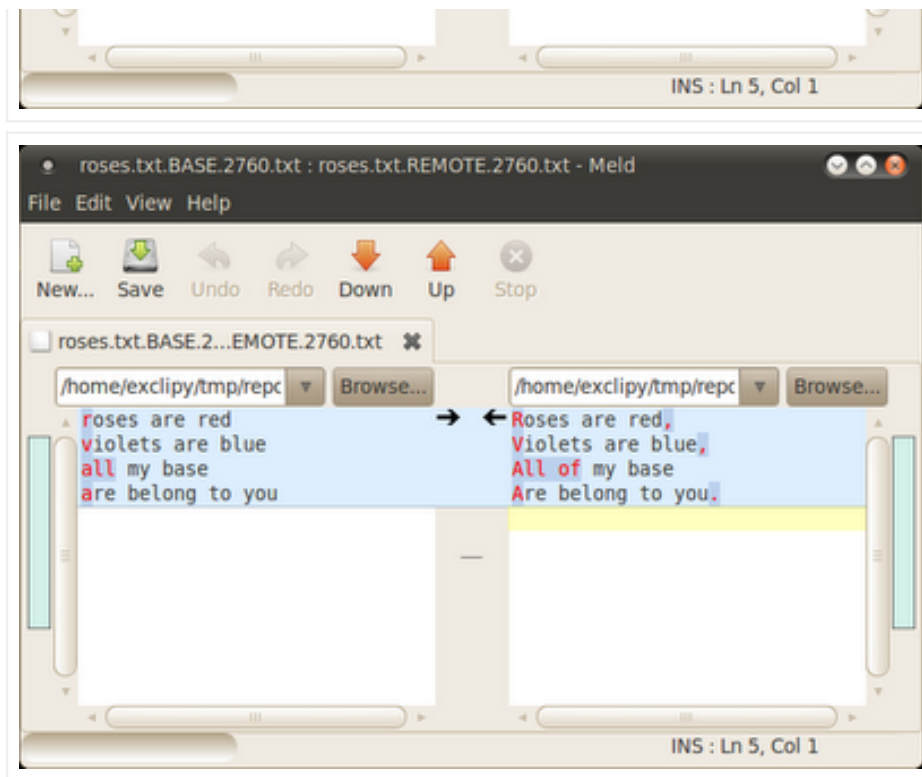 INS : Ln 5, Col 1
roses.txt.BASE.2760.txt : roses.txt.REMOTE.2760.txt - Meld
File Edit View Help
New... Save Undo Redo Down Up Stop
roses.txt.BASE.2...EMOTE.2760.txt
/home/exclipy/tmp/repc Browse... /home/exclipy/tmp/repc Browse...
roses are red
violets are blue
all my base
are belong to you
Roses are red,
Violets are blue,
All of my base
Are belong to you.
INS : Ln 5, Col 1